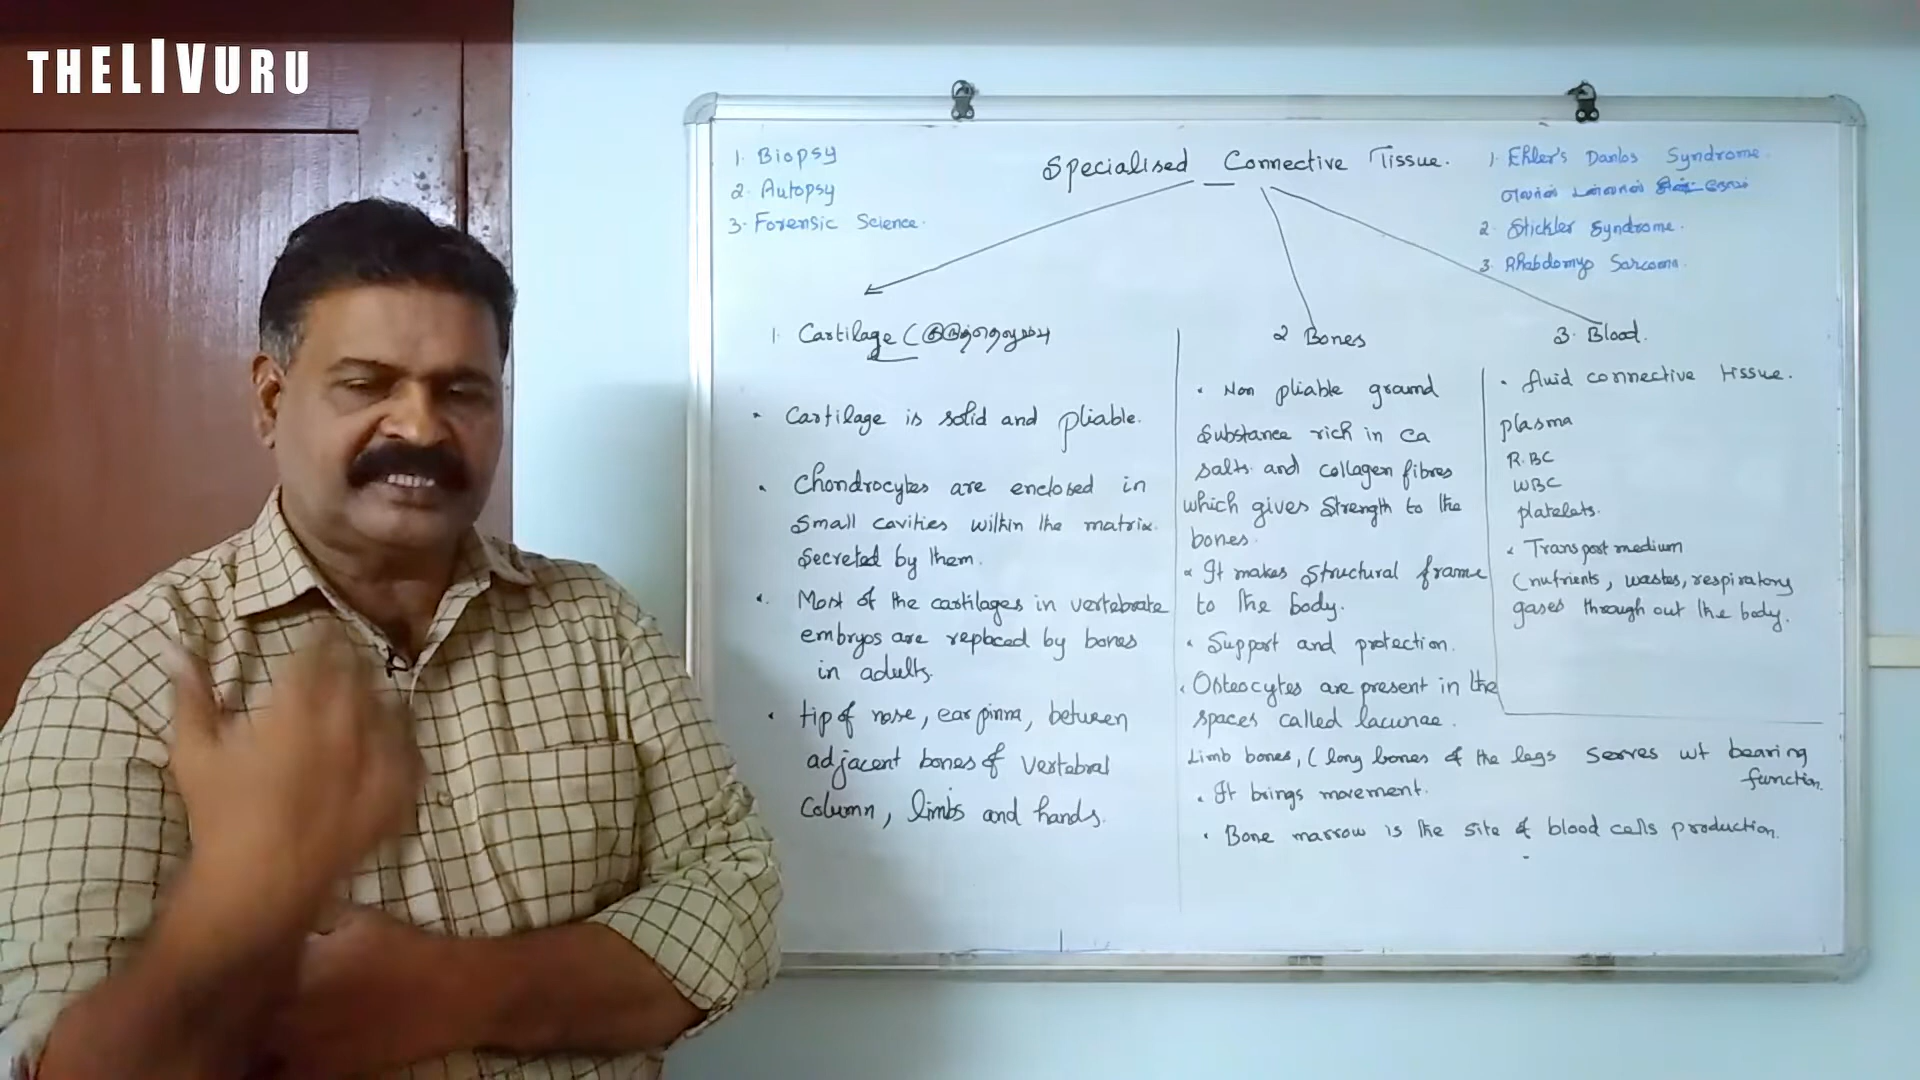 THELIVURU
1. Biopsy
2. Autopsy
3. Forensic Science.
Specialised Connective Tissue.
1. Ehler's Danlos Syndrome.
2. Stickler Syndrome.
3. Rhabdomyo Sarcoma.
1. Cartilage (
• Cartilage is solid and pliable.
• Chondrocytes are enclosed in
Small cavities within the matrix.
Secreted by them.
• Most of the cartilages in vertebrate
embryos are replaced by bones
in adults.
• tip of nose, ear pinna, between
adjacent bones of vertebral
Column, limbs and hands.
2 Bones
• Non pliable ground
Substance rich in Ca
Salts and collagen fibres
which gives Strength to the
bones.
• It makes Structural frame
to the body.
• Support and protection.
• Osteocytes are present in the
spaces called lacunae.
Limb bones, (long bones of the legs serves wt bearing
function.
• It brings movement.
• Bone marrow is the site of blood cells production.
3. Blood.
• fluid connective tissue.
plasma
R.BC
WBC
platelets.
• Transport medium
(nutrients, wastes, respiratory
gases through out the body.